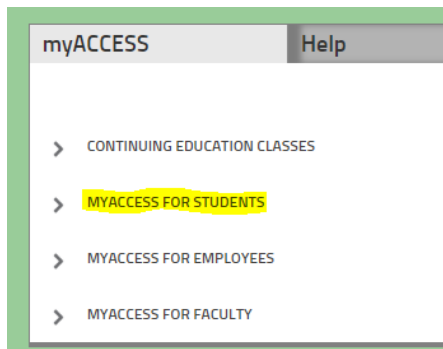 myACCESS Help
CONTINUING EDUCATION CLASSES
MYACCESS FOR STUDENTS
MYACCESS FOR EMPLOYEES
MYACCESS FOR FACULTY